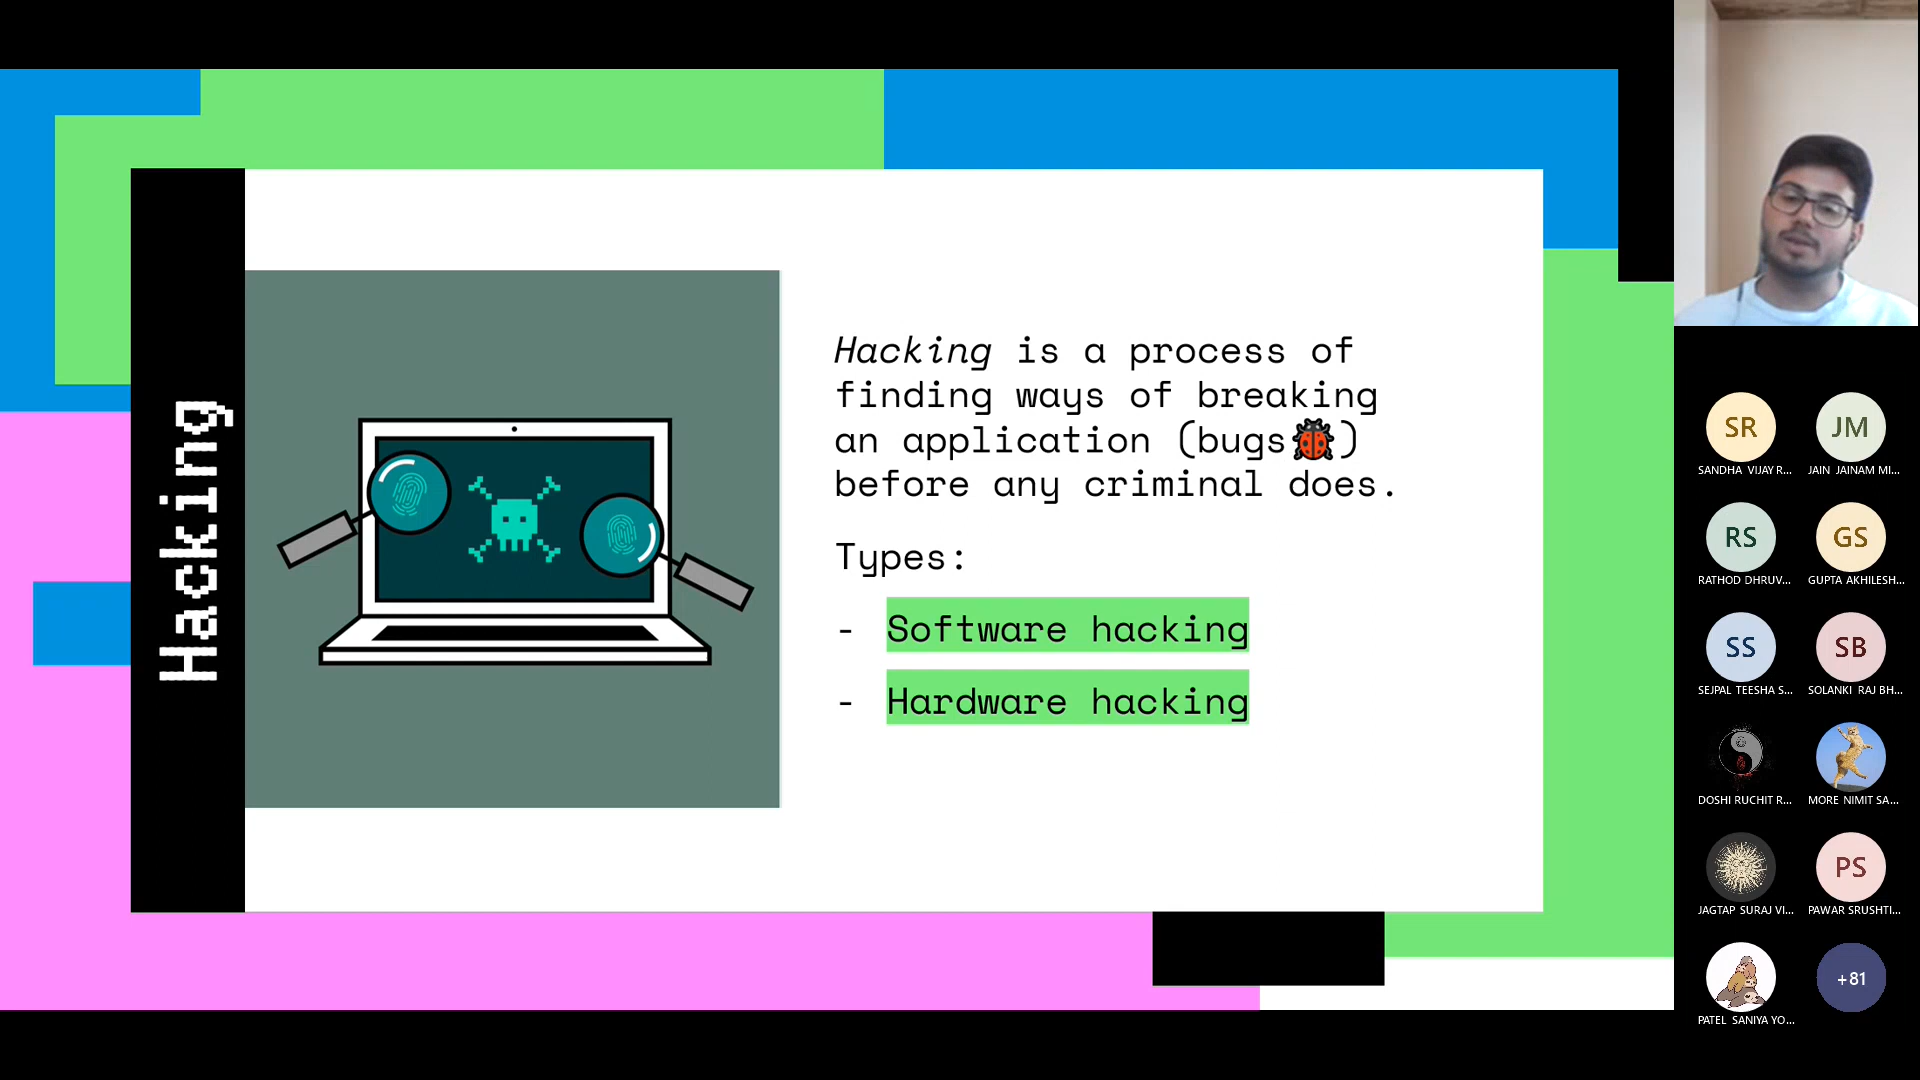 Hacking
Hacking is a process of
finding ways of breaking
an application (bugs🐞)
before any criminal does.
Types:
- Software hacking
- Hardware hacking
SR
JM
SANDHA VIJAY R...
JAIN JAINAM MI...
RS
GS
RATHOD DHRUV...
GUPTA AKHILESH...
SS
SB
SEJPAL TEESHA S...
SOLANKI RAJ BH...
DOSHI RUCHIT R...
MORE NIMIT SA...
PS
JAGTAP SURAJ VI...
PAWAR SRUSHTI...
+81
PATEL SANIYA YO...